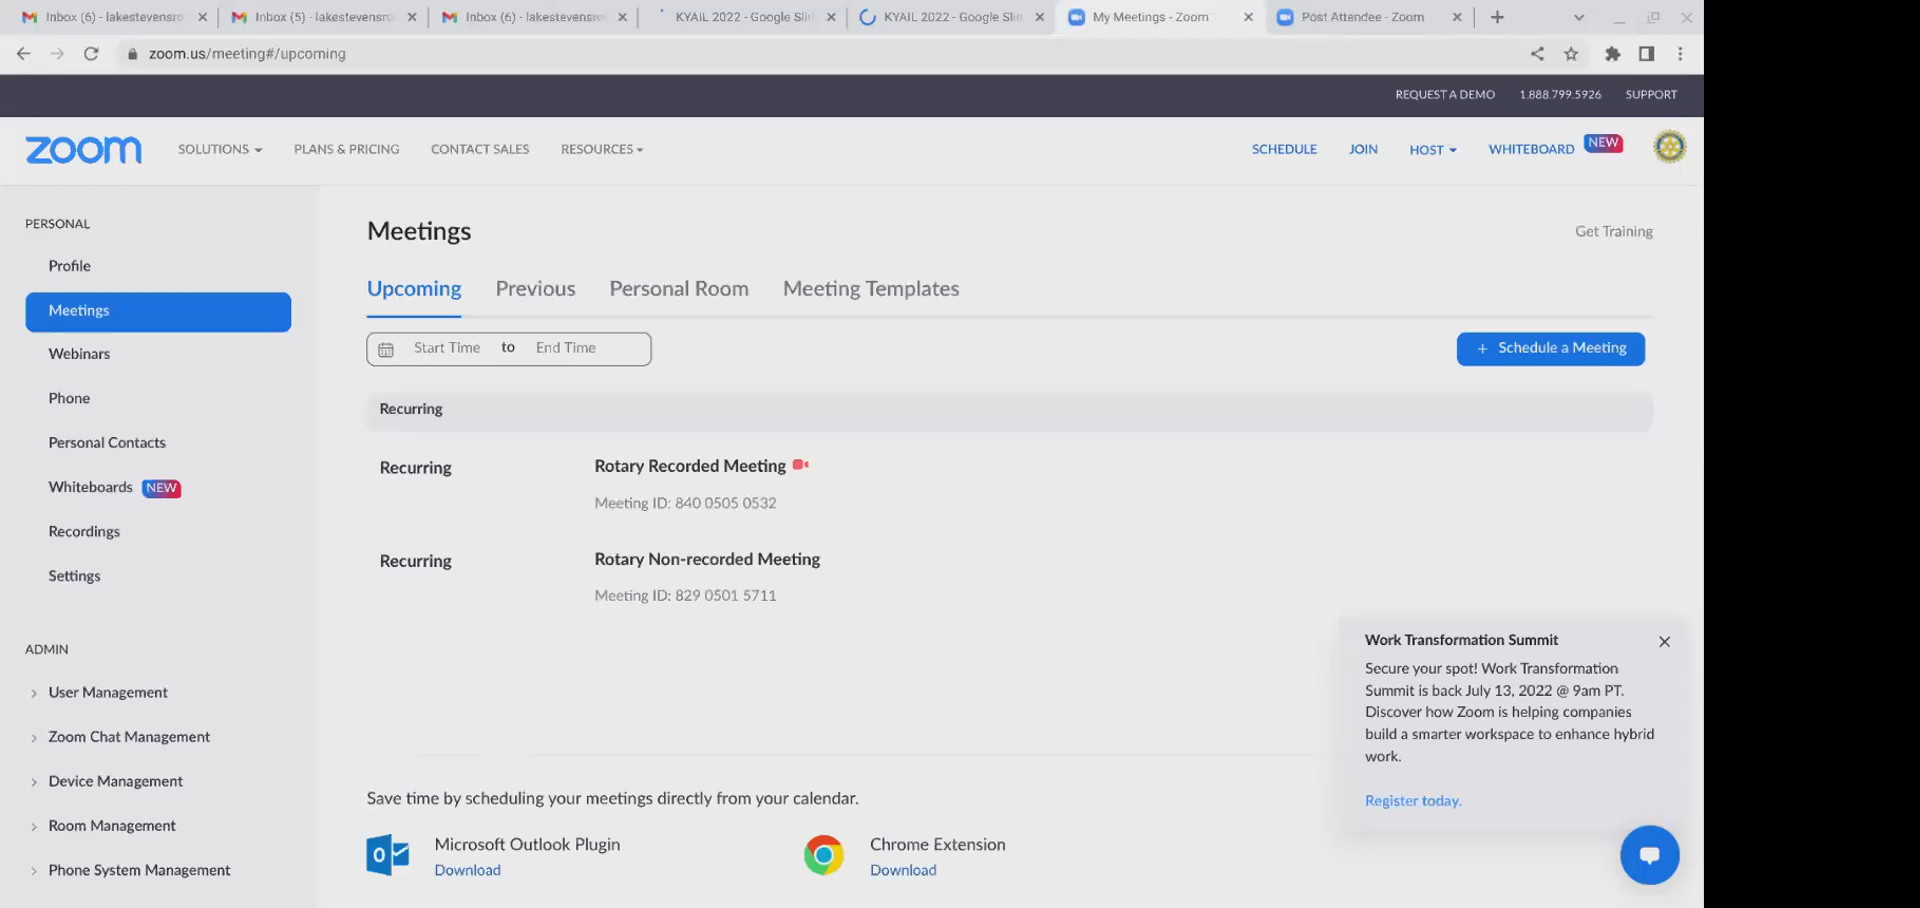 Inbox (6) - lakestevensro
Inbox (5) - lakestevensro
Inbox (6) - lakestevensro
KYAIL 2022 - Google Slid
KYAIL 2022 - Google Slid
My Meetings - Zoom
Post Attendee - Zoom
zoom.us/meeting#/upcoming
REQUEST A DEMO
1.888.799.5926
SUPPORT
zoom
SOLUTIONS
PLANS & PRICING
CONTACT SALES
RESOURCES
SCHEDULE
JOIN
HOST
WHITEBOARD
NEW
PERSONAL
Profile
Meetings
Webinars
Phone
Personal Contacts
Whiteboards NEW
Recordings
Settings
ADMIN
User Management
Zoom Chat Management
Device Management
Room Management
Phone System Management
Meetings
Get Training
Upcoming
Previous
Personal Room
Meeting Templates
Start Time to End Time
+ Schedule a Meeting
Recurring
Recurring
Rotary Recorded Meeting
Meeting ID: 840 0505 0532
Recurring
Rotary Non-recorded Meeting
Meeting ID: 829 0501 5711
Work Transformation Summit
Secure your spot! Work Transformation
Summit is back July 13, 2022 @ 9am PT.
Discover how Zoom is helping companies
build a smarter workspace to enhance hybrid
work.
Register today.
Save time by scheduling your meetings directly from your calendar.
Microsoft Outlook Plugin
Download
Chrome Extension
Download